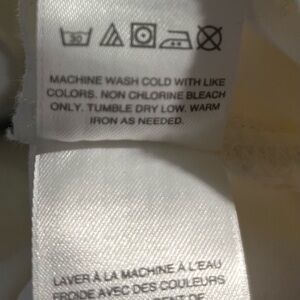 30
MACHINE WASH COLD WITH LIKE
COLORS. NON CHLORINE BLEACH
ONLY. TUMBLE DRY LOW. WARM
IRON AS NEEDED.
LAVER À LA MACHINE À L'EAU
FROIDE AVEC DES COULEURS